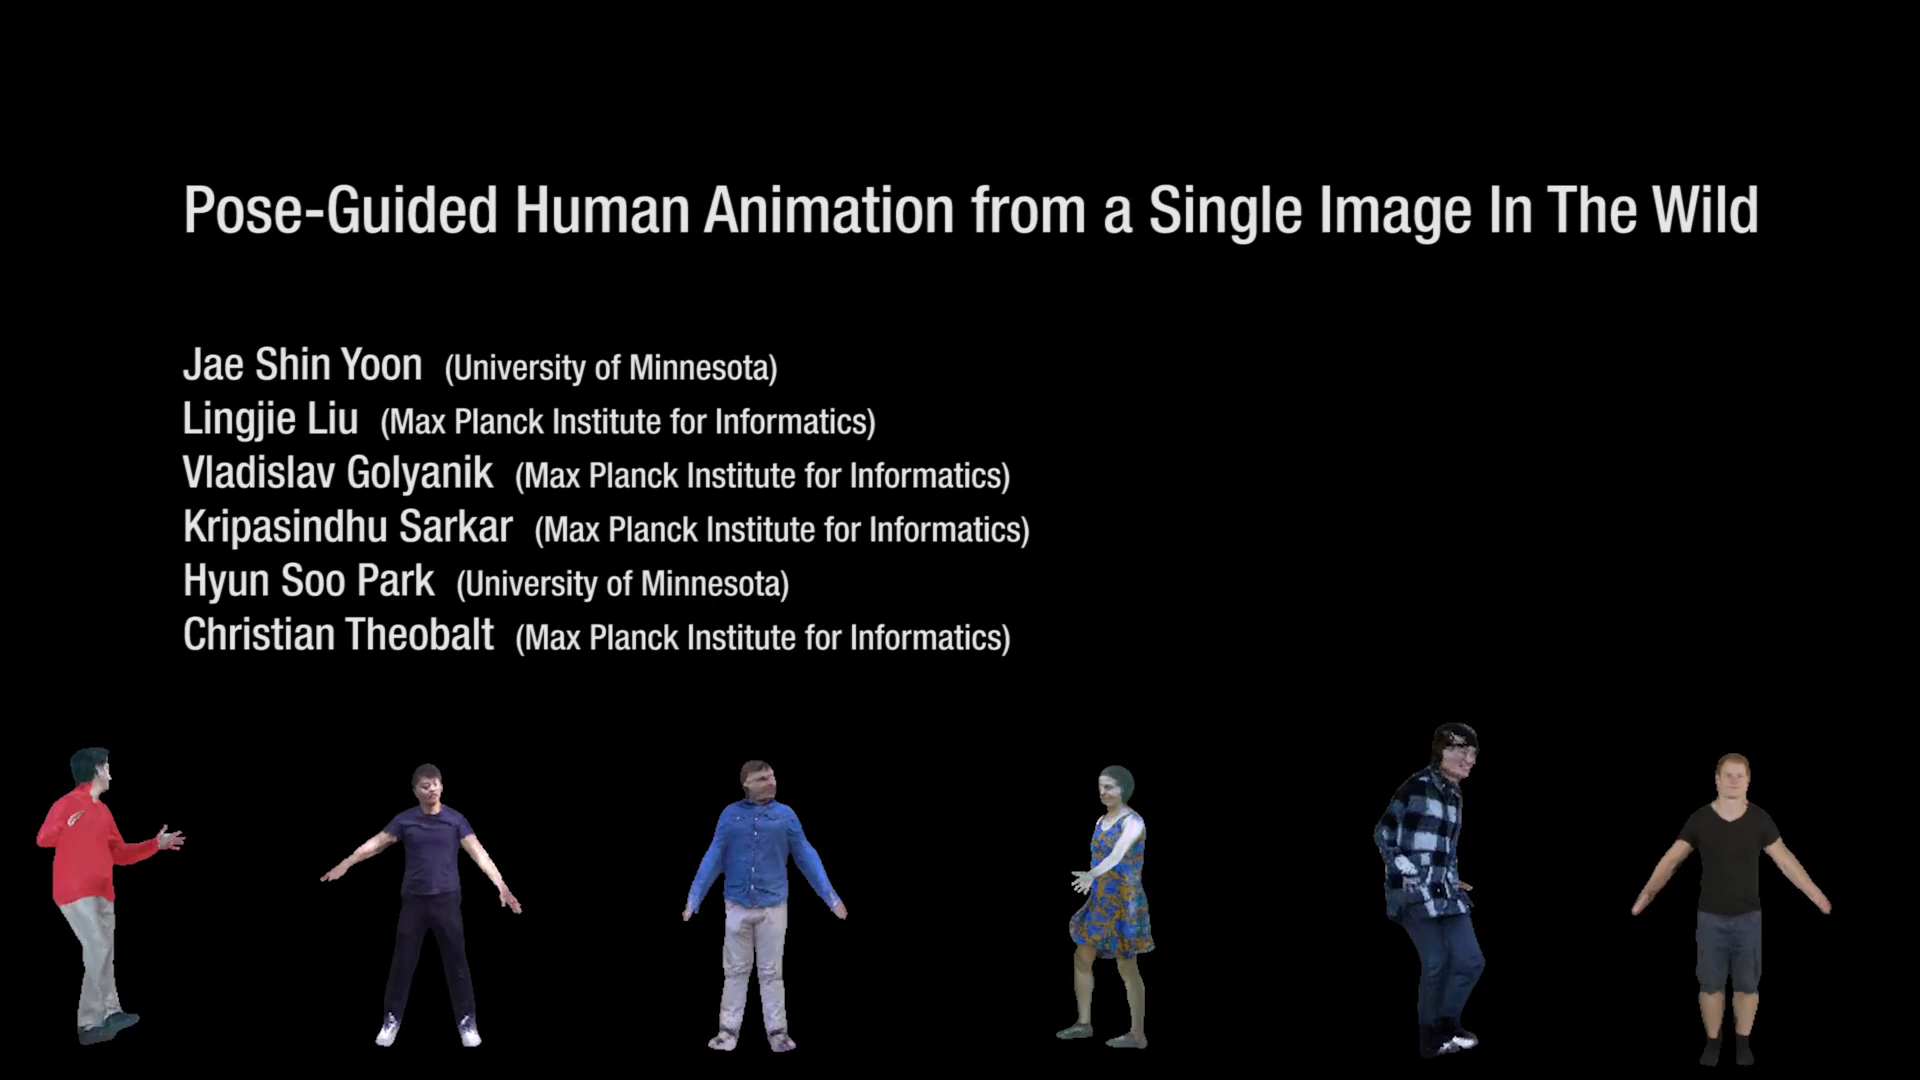 Pose-Guided Human Animation from a Single Image In The Wild
Jae Shin Yoon (University of Minnesota)
Lingjie Liu (Max Planck Institute for Informatics)
Vladislav Golyanik (Max Planck Institute for Informatics)
Kripasindhu Sarkar (Max Planck Institute for Informatics)
Hyun Soo Park (University of Minnesota)
Christian Theobalt (Max Planck Institute for Informatics)